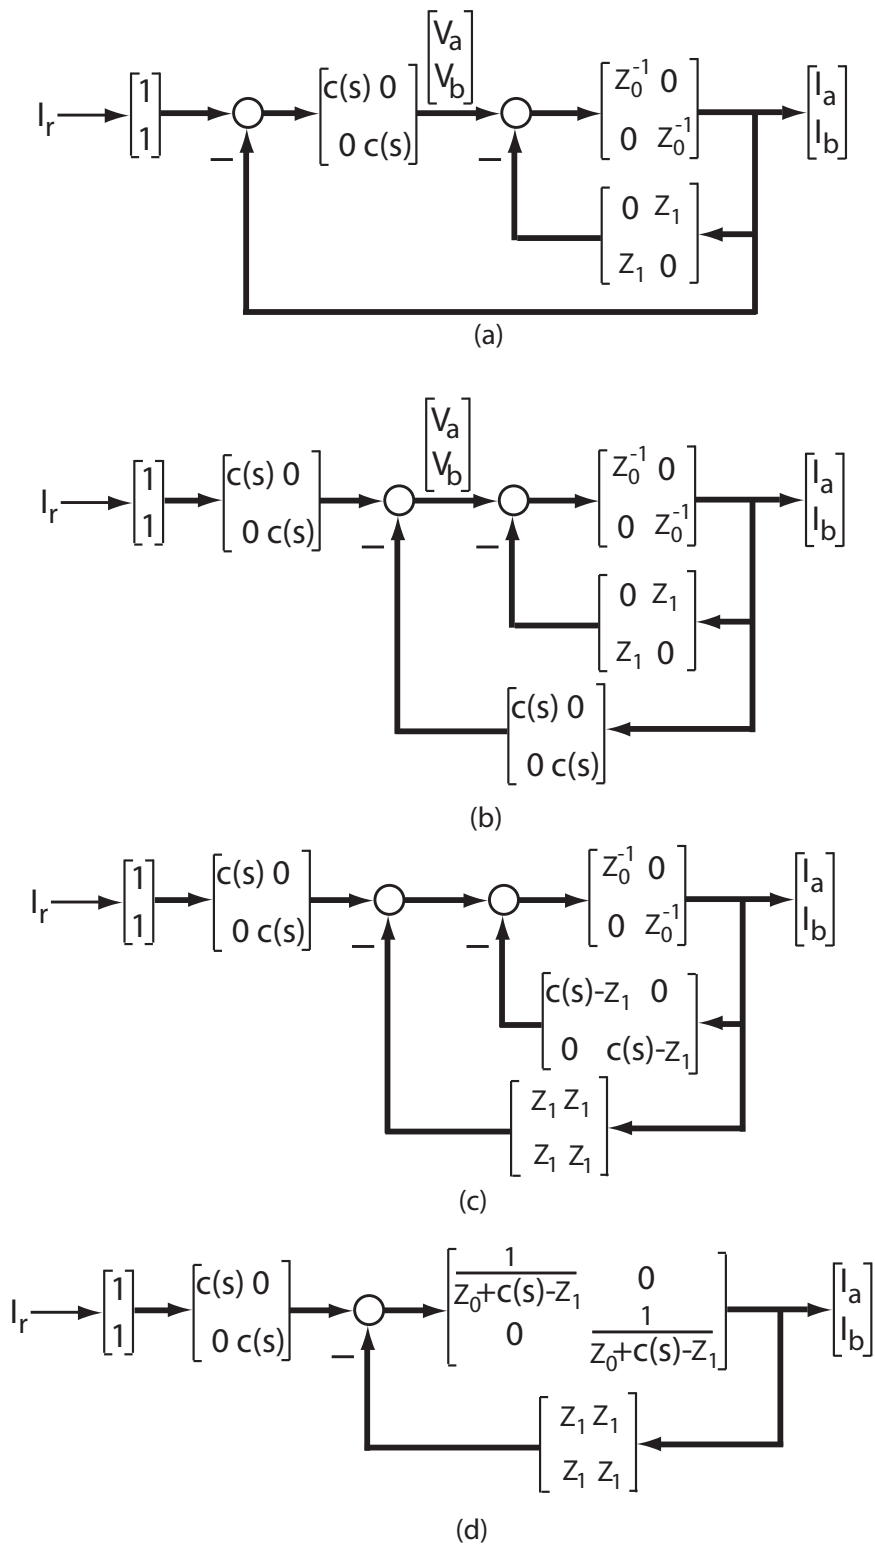 V_a
V_b
I_r
1
1
c(s) 0
0 c(s)
Z_0^-1 0
0 Z_0^-1
I_a
I_b
0 Z_1
Z_1 0
(a)
V_a
V_b
I_r
1
1
c(s) 0
0 c(s)
Z_0^-1 0
0 Z_0^-1
I_a
I_b
0 Z_1
Z_1 0
c(s) 0
0 c(s)
(b)
I_r
1
1
c(s) 0
0 c(s)
Z_0^-1 0
0 Z_0^-1
I_a
I_b
c(s)-Z_1 0
0 c(s)-Z_1
Z_1 Z_1
Z_1 Z_1
(c)
I_r
1
1
c(s) 0
0 c(s)
1
Z_0+c(s)-Z_1
0
0
1
Z_0+c(s)-Z_1
I_a
I_b
Z_1 Z_1
Z_1 Z_1
(d)